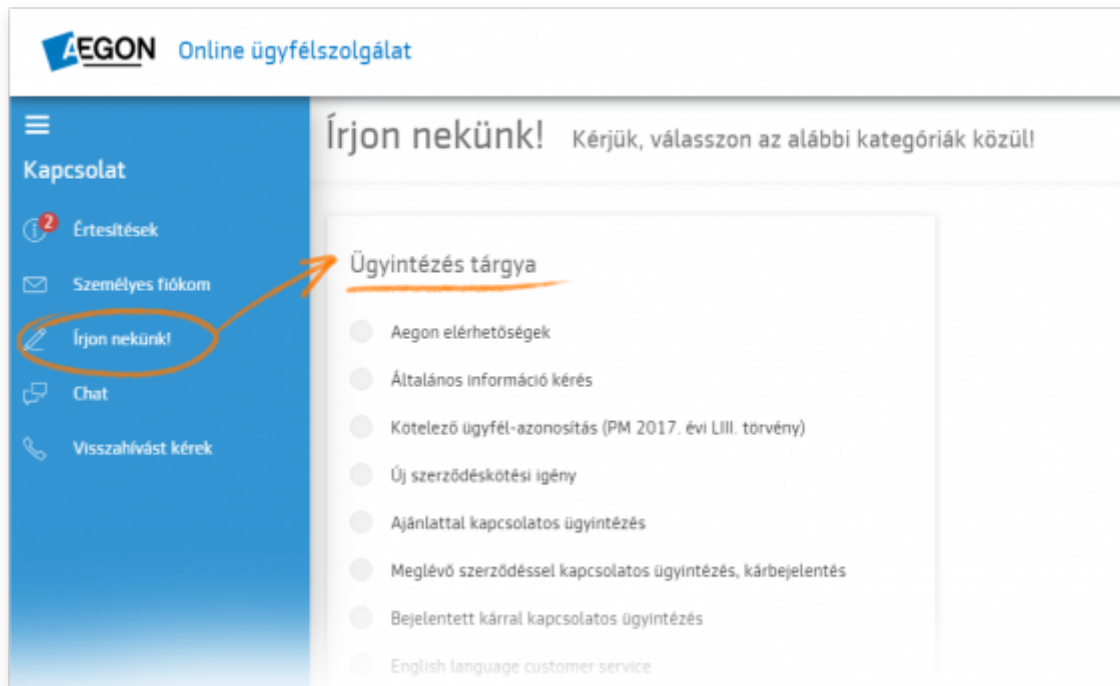 AEGON Online ügyfélszolgálat
Írjon nekünk! Kérjük, válasszon az alábbi kategóriák közül!
Kapcsolat
2
Értesítések
Személyes fiókom
Írjon nekünk!
Chat
Visszahívást kérek
Ügyintézés tárgya
Aegon elérhetőségek
Általános információ kérés
Kötelező ügyfél-azonosítás (PM 2017. évi LIII. törvény)
Új szerződéskötési igény
Ajánlattal kapcsolatos ügyintézés
Meglévő szerződéssel kapcsolatos ügyintézés, kárbejelentés
Bejelentett kárral kapcsolatos ügyintézés
English language customer service